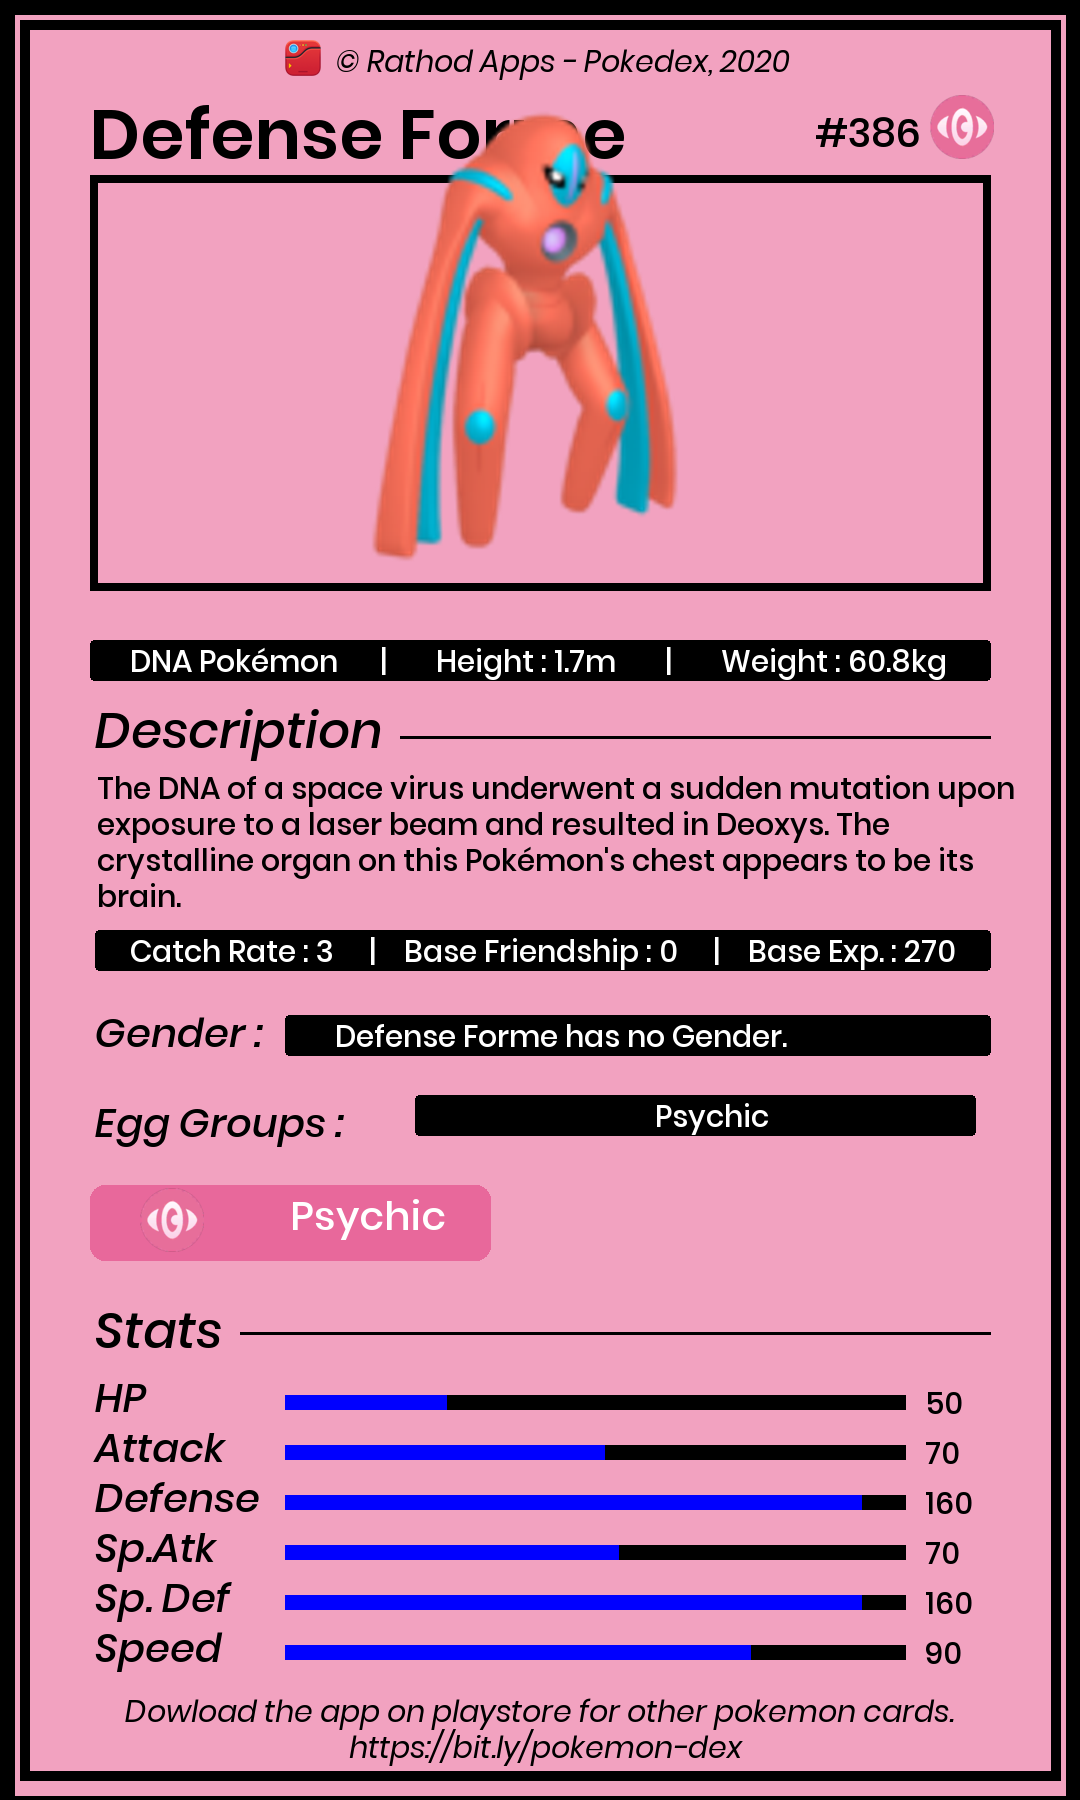 © Rathod Apps - Pokedex, 2020
Defense Forme
#386
DNA Pokémon | Height : 1.7m | Weight : 60.8kg
Description
The DNA of a space virus underwent a sudden mutation upon
exposure to a laser beam and resulted in Deoxys. The
crystalline organ on this Pokémon's chest appears to be its
brain.
Catch Rate : 3 | Base Friendship : 0 | Base Exp. : 270
Gender : Defense Forme has no Gender.
Egg Groups : Psychic
Psychic
Stats
HP 50
Attack 70
Defense 160
Sp.Atk 70
Sp. Def 160
Speed 90
Dowload the app on playstore for other pokemon cards.
https://bit.ly/pokemon-dex